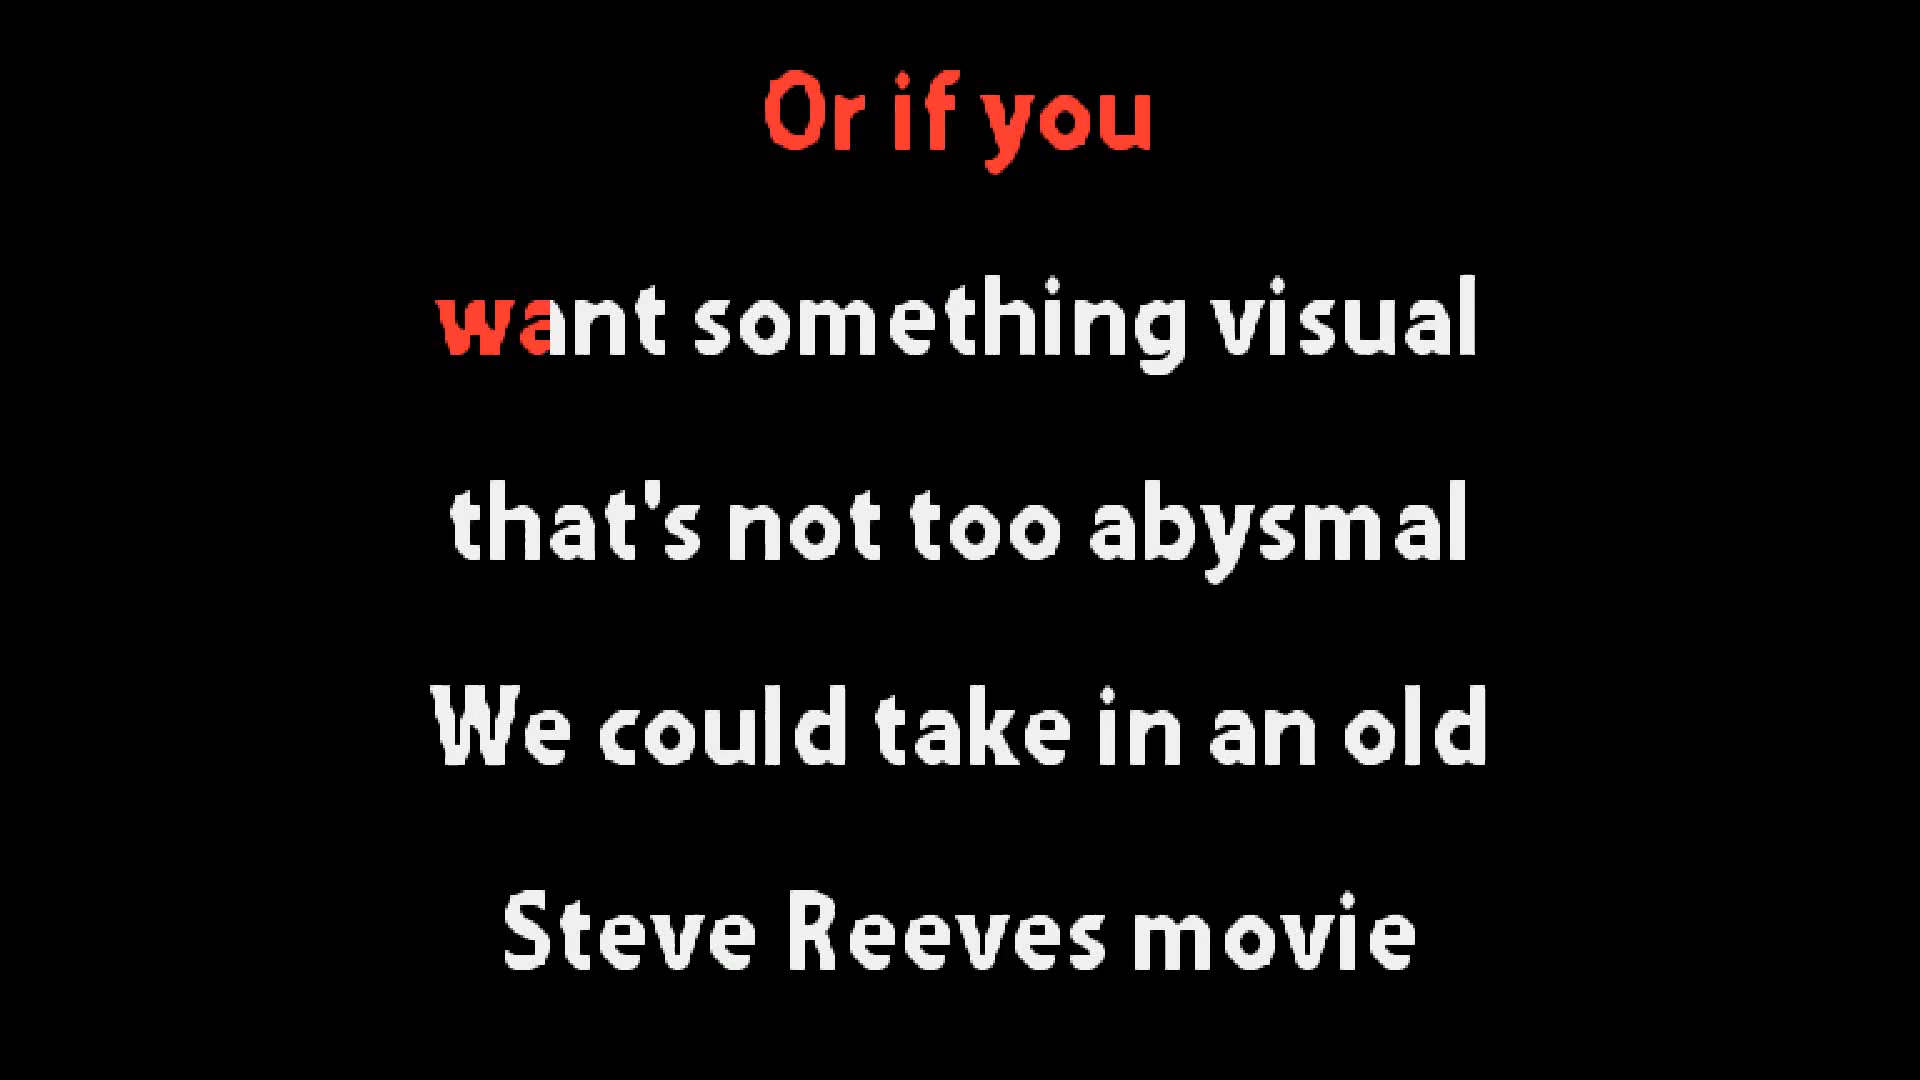 Or if you
want something visual
that's not too abysmal
We could take in an old
Steve Reeves movie